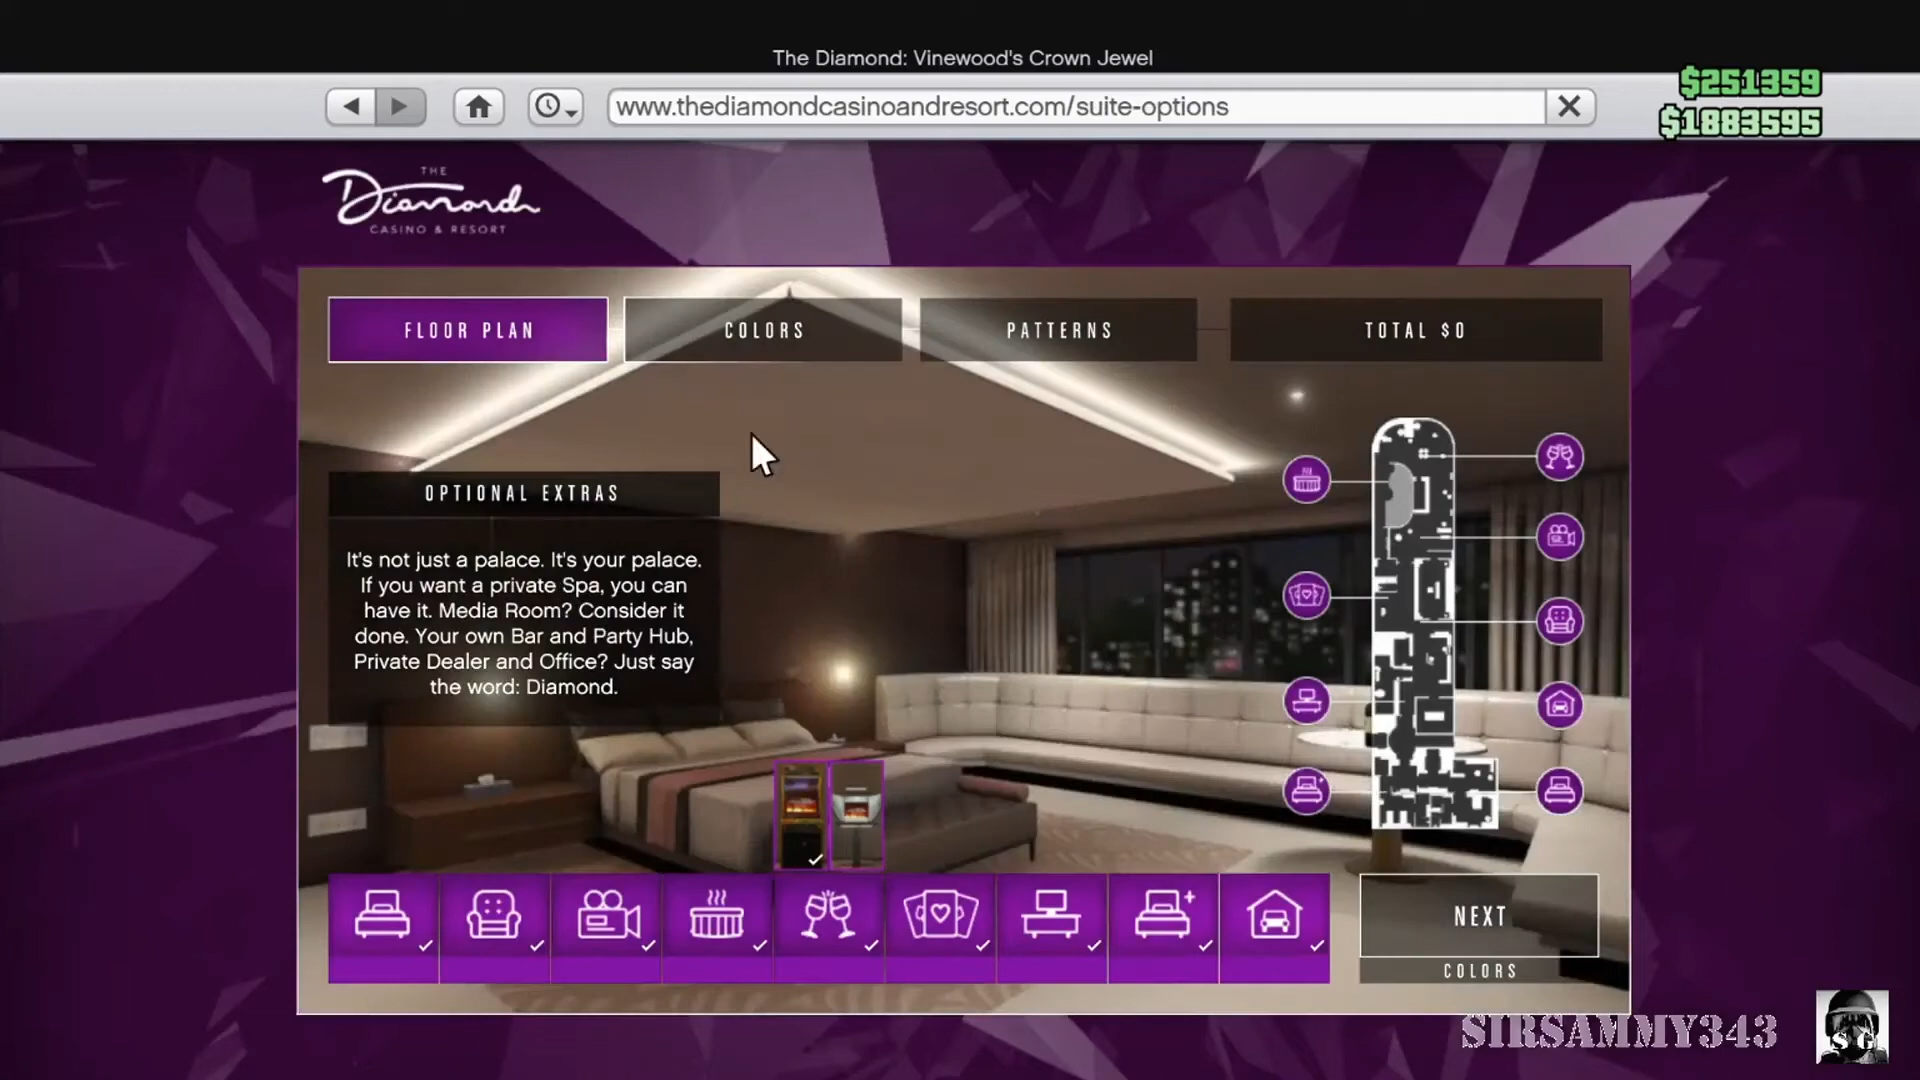 The Diamond: Vinewood's Crown Jewel
$251359
www.thediamondcasinoandresort.com/suite-options
$1883595
THE
Diamond
CASINO & RESORT
FLOOR PLAN
COLORS
PATTERNS
TOTAL $0
OPTIONAL EXTRAS
It's not just a palace. It's your palace.
If you want a private Spa, you can
have it. Media Room? Consider it
done. Your own Bar and Party Hub,
Private Dealer and Office? Just say
the word: Diamond.
NEXT
COLORS
SIRSAMMY343
SG